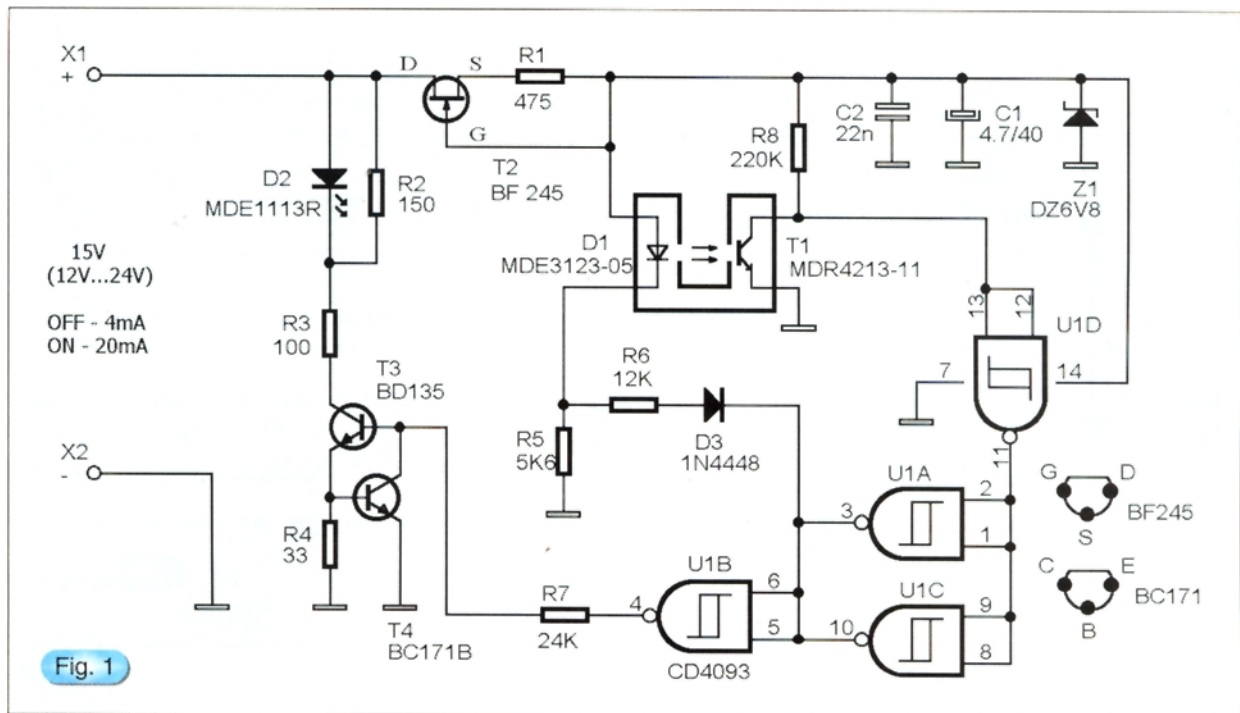 X1
+
D
S
R1
475
G
T2
BF 245
D2
MDE1113R
R2
150
R8
220K
C2
22n
C1
4.7/40
Z1
DZ6V8
15V
(12V...24V)
OFF - 4mA
ON - 20mA
D1
MDE3123-05
T1
MDR4213-11
13
12
U1D
7
14
11
R3
100
T3
BD135
R6
12K
D3
1N4448
R5
5K6
X2
-
R4
33
T4
BC171B
R7
24K
U1B
4
6
5
CD4093
U1A
3
2
1
U1C
10
9
8
G
D
S
BF245
C
E
B
BC171
Fig. 1